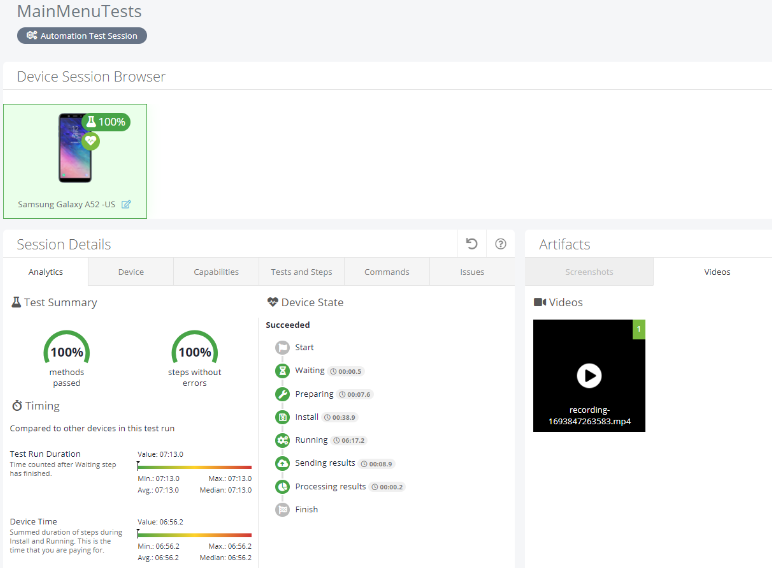 MainMenuTests
Automation Test Session
Device Session Browser
100%
Samsung Galaxy A52 -US
Session Details
Analytics
Device
Capabilities
Tests and Steps
Commands
Issues
Test Summary
100%
methods
passed
100%
steps without
errors
Timing
Compared to other devices in this test run
Test Run Duration
Time counted after Waiting step
has finished.
Value: 07:13.0
Min.: 07:13.0 Max.: 07:13.0
Avg.: 07:13.0 Median: 07:13.0
Device Time
Summed duration of steps during
Install and Running. This is the
time that you are paying for.
Value: 06:56.2
Min.: 06:56.2 Max.: 06:56.2
Avg.: 06:56.2 Median: 06:56.2
Device State
Succeeded
Start
Waiting 00:00.5
Preparing 00:07.6
Install 00:38.9
Running 06:17.2
Sending results 00:08.9
Processing results 00:00.2
Finish
Artifacts
Screenshots
Videos
Videos
1
recording-
1693847263583.mp4